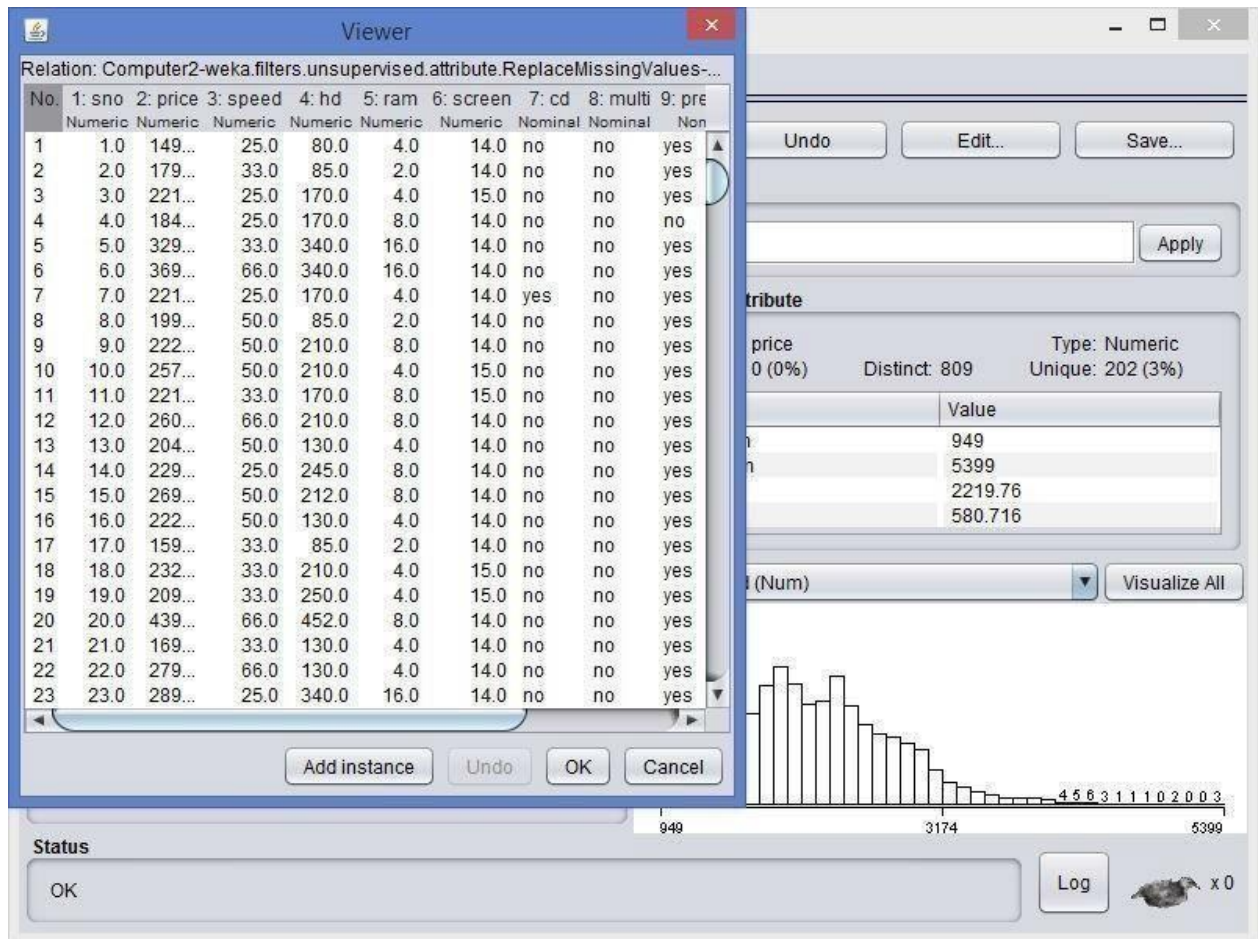 Viewer
Relation: Computer2-weka.filters.unsupervised.attribute.ReplaceMissingValues-...
No. 1: sno 2: price 3: speed 4: hd 5: ram 6: screen 7: cd 8: multi 9: pre
Numeric Numeric Numeric Numeric Numeric Numeric Nominal Nominal Non
1 1.0 149... 25.0 80.0 4.0 14.0 no no yes
2 2.0 179... 33.0 85.0 2.0 14.0 no no yes
3 3.0 221... 25.0 170.0 4.0 15.0 no no yes
4 4.0 184... 25.0 170.0 8.0 14.0 no no no
5 5.0 329... 33.0 340.0 16.0 14.0 no no yes
6 6.0 369... 66.0 340.0 16.0 14.0 no no yes
7 7.0 221... 25.0 170.0 4.0 14.0 yes no yes
8 8.0 199... 50.0 85.0 2.0 14.0 no no yes
9 9.0 222... 50.0 210.0 8.0 14.0 no no yes
10 10.0 257... 50.0 210.0 4.0 15.0 no no yes
11 11.0 221... 33.0 170.0 8.0 15.0 no no yes
12 12.0 260... 66.0 210.0 8.0 14.0 no no yes
13 13.0 204... 50.0 130.0 4.0 14.0 no no yes
14 14.0 229... 25.0 245.0 8.0 14.0 no no yes
15 15.0 269... 50.0 212.0 8.0 14.0 no no yes
16 16.0 222... 50.0 130.0 4.0 14.0 no no yes
17 17.0 159... 33.0 85.0 2.0 14.0 no no yes
18 18.0 232... 33.0 210.0 4.0 15.0 no no yes
19 19.0 209... 33.0 250.0 4.0 15.0 no no yes
20 20.0 439... 66.0 452.0 8.0 14.0 no no yes
21 21.0 169... 33.0 130.0 4.0 14.0 no no yes
22 22.0 279... 66.0 130.0 4.0 14.0 no no yes
23 23.0 289... 25.0 340.0 16.0 14.0 no no yes
Add instance Undo OK Cancel
Undo Edit... Save...
Apply
tribute
price Type: Numeric
0 (0%) Distinct: 809 Unique: 202 (3%)
Value
949
5399
2219.76
580.716
(Num) Visualize All
4 5 6 3 1 1 1 0 2 0 0 3
949 3174 5399
Status
OK
Log x 0